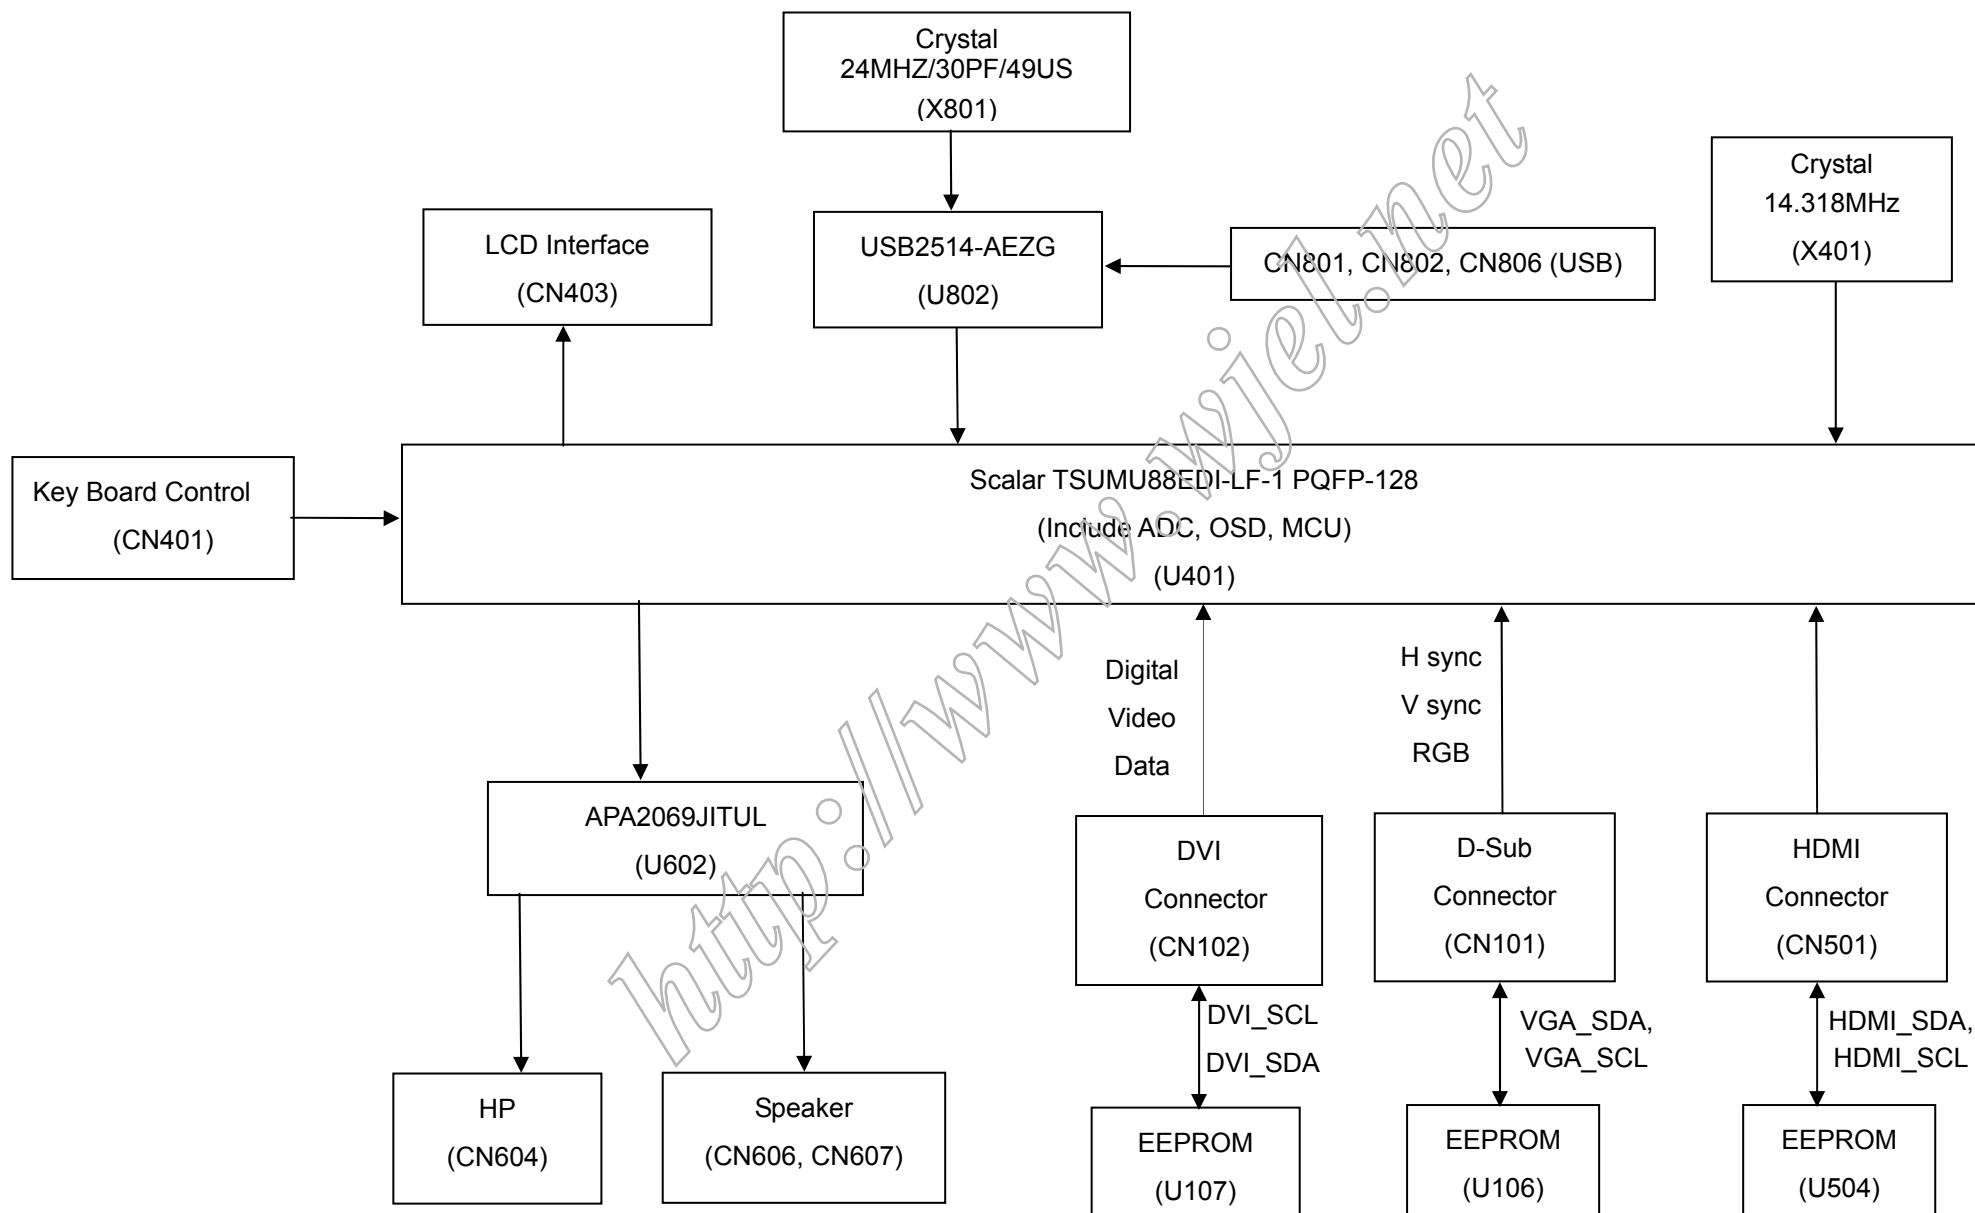 Crystal
24MHZ/30PF/49US
(X801)
Crystal
14.318MHz
(X401)
LCD Interface
(CN403)
USB2514-AEZG
(U802)
CN801, CN802, CN806 (USB)
Key Board Control
(CN401)
Scalar TSUMU88EDI-LF-1 PQFP-128
(Include ADC, OSD, MCU)
(U401)
Digital
Video
Data
H sync
V sync
RGB
APA2069JITUL
(U602)
DVI
Connector
(CN102)
D-Sub
Connector
(CN101)
HDMI
Connector
(CN501)
DVI_SCL
DVI_SDA
VGA_SDA,
VGA_SCL
HDMI_SDA,
HDMI_SCL
HP
(CN604)
Speaker
(CN606, CN607)
EEPROM
(U107)
EEPROM
(U106)
EEPROM
(U504)
http://www.wjel.net